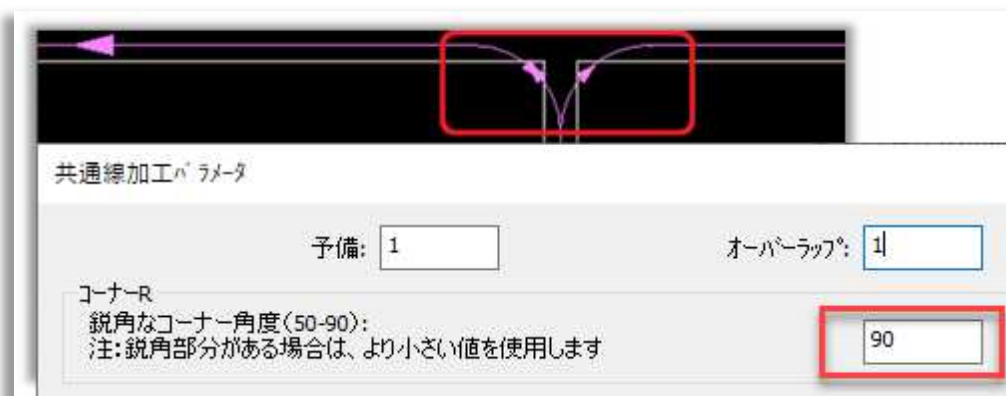 共通線加工ﾊﾟﾗﾒｰﾀ
予備: 1
ｵｰﾊﾞｰﾗｯﾌﾟ: 1
ｺｰﾅｰR
鋭角なコーナー角度(50-90):
90
注:鋭角部分がある場合は、より小さい値を使用します